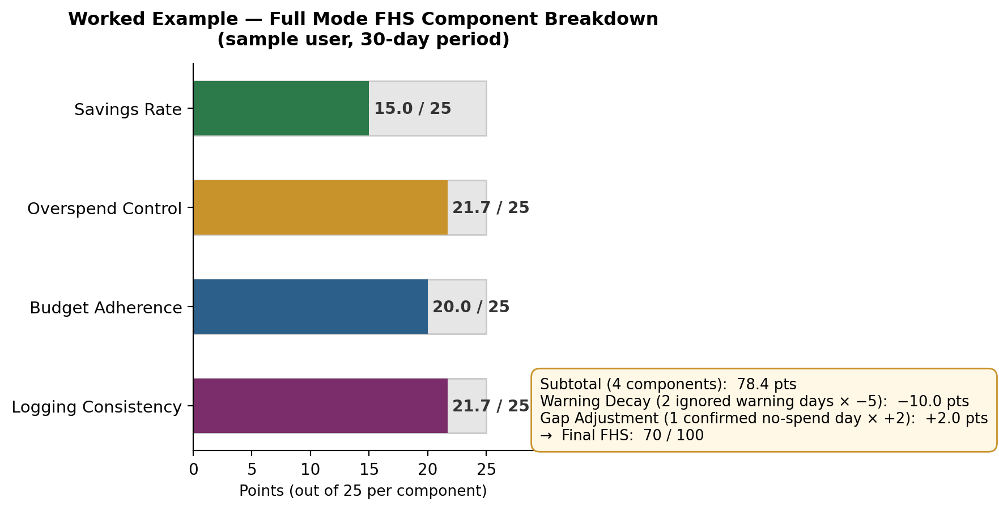 Worked Example — Full Mode FHS Component Breakdown
(sample user, 30-day period)
Savings Rate
15.0 / 25
Overspend Control
21.7 / 25
Budget Adherence
20.0 / 25
Logging Consistency
21.7 / 25
Subtotal (4 components):  78.4 pts
Warning Decay (2 ignored warning days × −5):  −10.0 pts
Gap Adjustment (1 confirmed no-spend day × +2):  +2.0 pts
→  Final FHS:  70 / 100
0 5 10 15 20 25
Points (out of 25 per component)